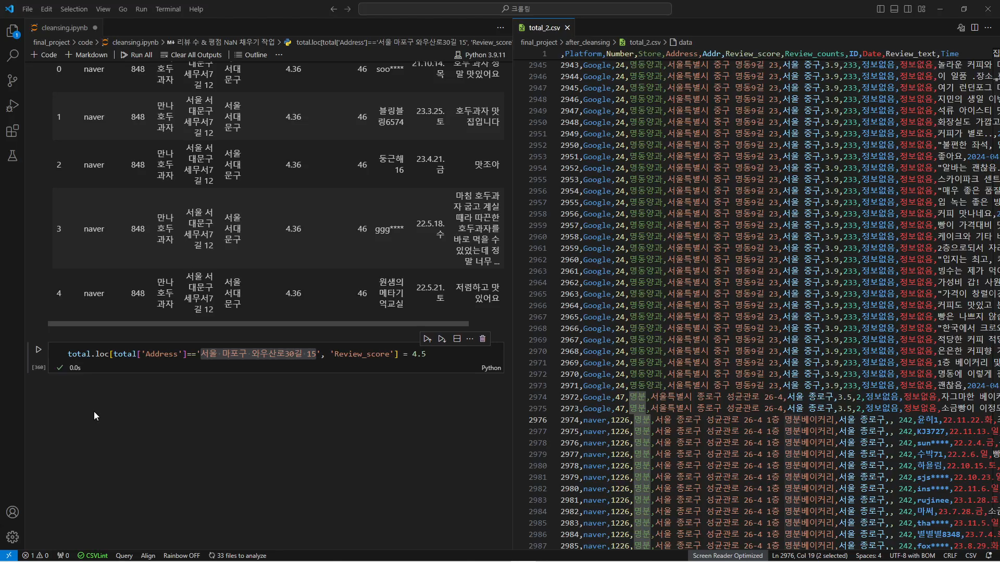 File Edit Selection View Go Run Terminal Help
크롤링
cleansing.ipynb
final_project > code > cleansing.ipynb > M↓ 리뷰 수 & 평점 NaN 채우기 작업 > total.loc[total['Address']=='서울 마포구 와우산로30길 15', 'Review_score
+ Code + Markdown Run All Clear All Outputs Outline ... Python 3.9.11
0 naver 848 호두 과자 세무서7 길 12 서대 문구 4.36 46 soo**** 21.10.14. 목 호두 과자 정 말 맛있어요
1 naver 848 만나 호두 과자 서울 서 대문구 세무서7 길 12 서울 서대 문구 4.36 46 블링블 링6574 23.3.25. 토 호두과자 맛 집입니다
2 naver 848 만나 호두 과자 서울 서 대문구 세무서7 길 12 서울 서대 문구 4.36 46 둥근해 16 23.4.21. 금 맛조아
3 naver 848 만나 호두 과자 서울 서 대문구 세무서7 길 12 서울 서대 문구 4.36 46 ggg**** 22.5.18. 수 마침 호두과 자 굽고 계실 때라 따끈한 호두과자를 바로 먹을 수 있었는데 정 말 너무 ...
4 naver 848 만나 호두 과자 서울 서 대문구 세무서7 길 12 서울 서대 문구 4.36 46 원샘의 메타기 억교실 22.5.21. 토 저렴하고 맛 있어요
total.loc[total['Address']=='서울 마포구 와우산로30길 15', 'Review_score'] = 4.5
[360] 0.0s Python
total_2.csv
final_project > after_cleansing > total_2.csv > data
1 ,Platform,Number,Store,Address,Addr,Review_score,Review_counts,ID,Date,Review_text,Time
2945 2943,Google,24,명동양과,서울특별시 중구 명동9길 23,서울 중구,3.9,233,정보없음,정보없음,놀라운 커피와
2946 2944,Google,24,명동양과,서울특별시 중구 명동9길 23,서울 중구,3.9,233,정보없음,정보없음,이 일품 .장소
2947 2945,Google,24,명동양과,서울특별시 중구 명동9길 23,서울 중구,3.9,233,정보없음,정보없음,여기 런던포그
2948 2946,Google,24,명동양과,서울특별시 중구 명동9길 23,서울 중구,3.9,233,정보없음,정보없음,지민의 생일
2949 2947,Google,24,명동양과,서울특별시 중구 명동9길 23,서울 중구,3.9,233,정보없음,정보없음,석류 아이스티
2950 2948,Google,24,명동양과,서울특별시 중구 명동9길 23,서울 중구,3.9,233,정보없음,정보없음,화장실도 가깝고
2951 2949,Google,24,명동양과,서울특별시 중구 명동9길 23,서울 중구,3.9,233,정보없음,정보없음,커피가 별로..,
2952 2950,Google,24,명동양과,서울특별시 중구 명동9길 23,서울 중구,3.9,233,정보없음,정보없음,"불편한 좌석,
2953 2951,Google,24,명동양과,서울특별시 중구 명동9길 23,서울 중구,3.9,233,정보없음,정보없음,좋아요,2024-04
2954 2952,Google,24,명동양과,서울특별시 중구 명동9길 23,서울 중구,3.9,233,정보없음,정보없음,"알바는 괜찮음.
2955 2953,Google,24,명동양과,서울특별시 중구 명동9길 23,서울 중구,3.9,233,정보없음,정보없음,스카이파크 센트
2956 2954,Google,24,명동양과,서울특별시 중구 명동9길 23,서울 중구,3.9,233,정보없음,정보없음,"매우 좋은 품질
2957 2955,Google,24,명동양과,서울특별시 중구 명동9길 23,서울 중구,3.9,233,정보없음,정보없음,입 녹는 좋은
2958 2956,Google,24,명동양과,서울특별시 중구 명동9길 23,서울 중구,3.9,233,정보없음,정보없음,커피 맛나네요,
2959 2957,Google,24,명동양과,서울특별시 중구 명동9길 23,서울 중구,3.9,233,정보없음,정보없음,빵이 가격대비
2960 2958,Google,24,명동양과,서울특별시 중구 명동9길 23,서울 중구,3.9,233,정보없음,정보없음,케이크와 기타
2961 2959,Google,24,명동양과,서울특별시 중구 명동9길 23,서울 중구,3.9,233,정보없음,정보없음,2층으로되서
2962 2960,Google,24,명동양과,서울특별시 중구 명동9길 23,서울 중구,3.9,233,정보없음,정보없음,"입지는 최고,
2963 2961,Google,24,명동양과,서울특별시 중구 명동9길 23,서울 중구,3.9,233,정보없음,정보없음,빙수는 제가
2964 2962,Google,24,명동양과,서울특별시 중구 명동9길 23,서울 중구,3.9,233,정보없음,정보없음,가성비 갑! 사원
2965 2963,Google,24,명동양과,서울특별시 중구 명동9길 23,서울 중구,3.9,233,정보없음,정보없음,"가격이
2966 2964,Google,24,명동양과,서울특별시 중구 명동9길 23,서울 중구,3.9,233,정보없음,정보없음,커피도 맛있고
2967 2965,Google,24,명동양과,서울특별시 중구 명동9길 23,서울 중구,3.9,233,정보없음,정보없음,빵은 나쁘지
2968 2966,Google,24,명동양과,서울특별시 중구 명동9길 23,서울 중구,3.9,233,정보없음,정보없음,"한국에서
2969 2967,Google,24,명동양과,서울특별시 중구 명동9길 23,서울 중구,3.9,233,정보없음,정보없음,적당한 커피
2970 2968,Google,24,명동양과,서울특별시 중구 명동9길 23,서울 중구,3.9,233,정보없음,정보없음,은은한 커피향
2971 2969,Google,24,명동양과,서울특별시 중구 명동9길 23,서울 중구,3.9,233,정보없음,정보없음,1층 베이커리 및
2972 2970,Google,24,명동양과,서울특별시 중구 명동9길 23,서울 중구,3.9,233,정보없음,정보없음,명동에 이렇게
2973 2971,Google,24,명동양과,서울특별시 중구 명동9길 23,서울 중구,3.9,233,정보없음,정보없음,괜찮음,2024-04
2974 2972,Google,47,명분,서울특별시 종로구 성균관로 26-4,서울 종로구,3.5,2,정보없음,정보없음,자그마한
2975 2973,Google,47,명분,서울특별시 종로구 성균관로 26-4,서울 종로구,3.5,2,정보없음,정보없음,소금빵이
2976 2974,naver,1226,명분,서울 종로구 성균관로 26-4 1층 명분베이커리,서울 종로구,, 242,윤히1,22.11.22.화,
2977 2975,naver,1226,명분,서울 종로구 성균관로 26-4 1층 명분베이커리,서울 종로구,, 242,KJ3727,22.11.13.일
2978 2976,naver,1226,명분,서울 종로구 성균관로 26-4 1층 명분베이커리,서울 종로구,, 242,sun****,22.2.4.금,
2979 2977,naver,1226,명분,서울 종로구 성균관로 26-4 1층 명분베이커리,서울 종로구,, 242,수박71,22.2.6.일,빵
2980 2978,naver,1226,명분,서울 종로구 성균관로 26-4 1층 명분베이커리,서울 종로구,, 242,하욜림,22.10.15.토,
2981 2979,naver,1226,명분,서울 종로구 성균관로 26-4 1층 명분베이커리,서울 종로구,, 242,sjs****,22.10.23.일
2982 2980,naver,1226,명분,서울 종로구 성균관로 26-4 1층 명분베이커리,서울 종로구,, 242,ins****,22.11.6.일
2983 2981,naver,1226,명분,서울 종로구 성균관로 26-4 1층 명분베이커리,서울 종로구,, 242,rujinee,23.1.28.토
2984 2982,naver,1226,명분,서울 종로구 성균관로 26-4 1층 명분베이커리,서울 종로구,, 242,마써,23.7.28.금,소금
2985 2983,naver,1226,명분,서울 종로구 성균관로 26-4 1층 명분베이커리,서울 종로구,, 242,tha****,23.11.5.일
2986 2984,naver,1226,명분,서울 종로구 성균관로 26-4 1층 명분베이커리,서울 종로구,, 242,별별별8348,23.7.4.화
2987 2985,naver,1226,명분,서울 종로구 성균관로 26-4 1층 명분베이커리,서울 종로구,, 242,fox****,23.8.29.화
1 0 0 CSVLint Query Align Rainbow OFF 33 files to analyze Screen Reader Optimized Ln 2976, Col 19 (2 selected) Spaces: 4 UTF-8 with BOM CRLF CSV